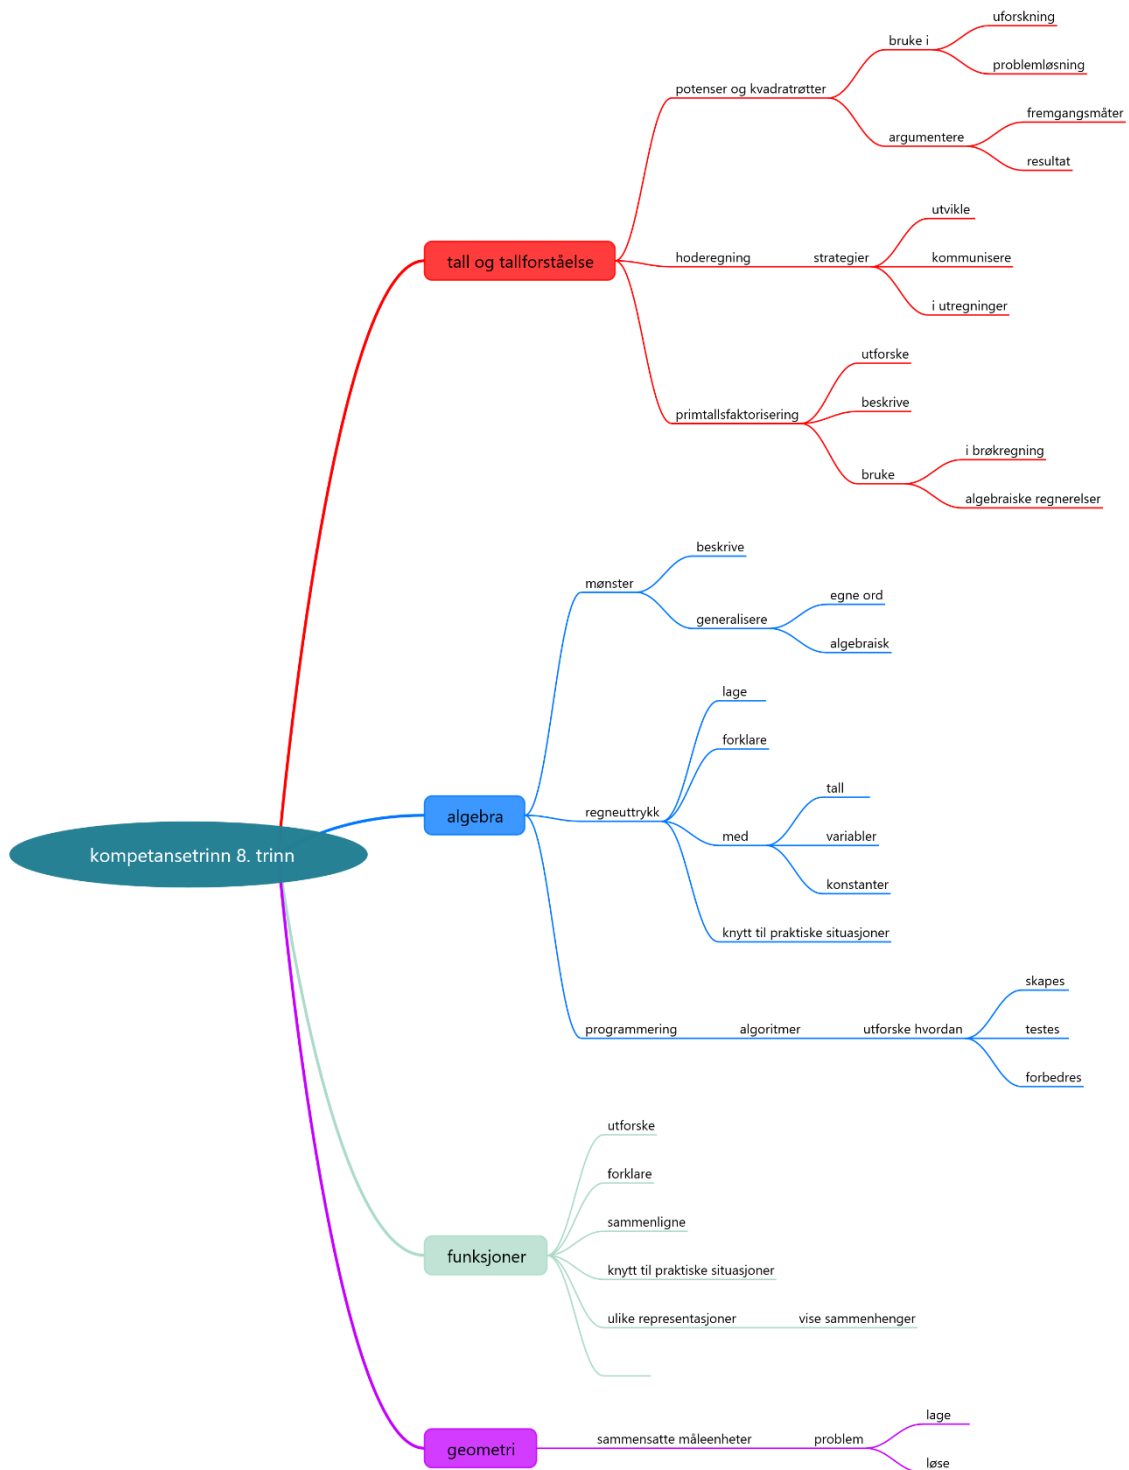 uforskning
bruke i
problemløsning
potenser og kvadratrøtter
fremgangsmåter
argumentere
resultat
utvikle
tall og tallforståelse
hoderegning
strategier
kommunisere
i utregninger
utforske
beskrive
primtallsfaktorisering
i brøkregning
bruke
algebraiske regnerelser
beskrive
mønster
egne ord
generalisere
algebraisk
lage
forklare
tall
algebra
regneuttrykk
med
variabler
kompetansetrinn 8. trinn
konstanter
knytt til praktiske situasjoner
skapes
programmering
algoritmer
utforske hvordan
testes
forbedres
utforske
forklare
sammenligne
funksjoner
knytt til praktiske situasjoner
ulike representasjoner
vise sammenhenger
lage
geometri
sammensatte måleenheter
problem
løse